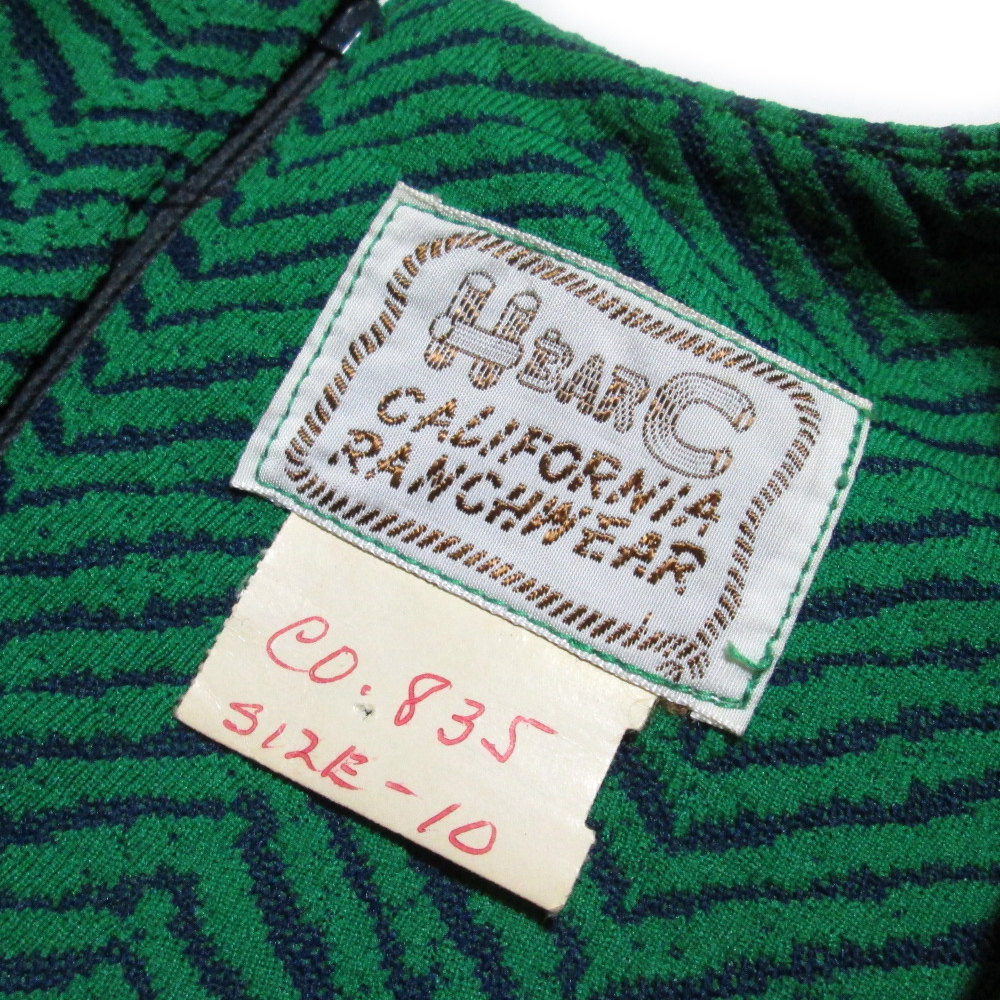 H BAR C
CALIFORNIA
RANCHWEAR
CO. 835
SIZE-10